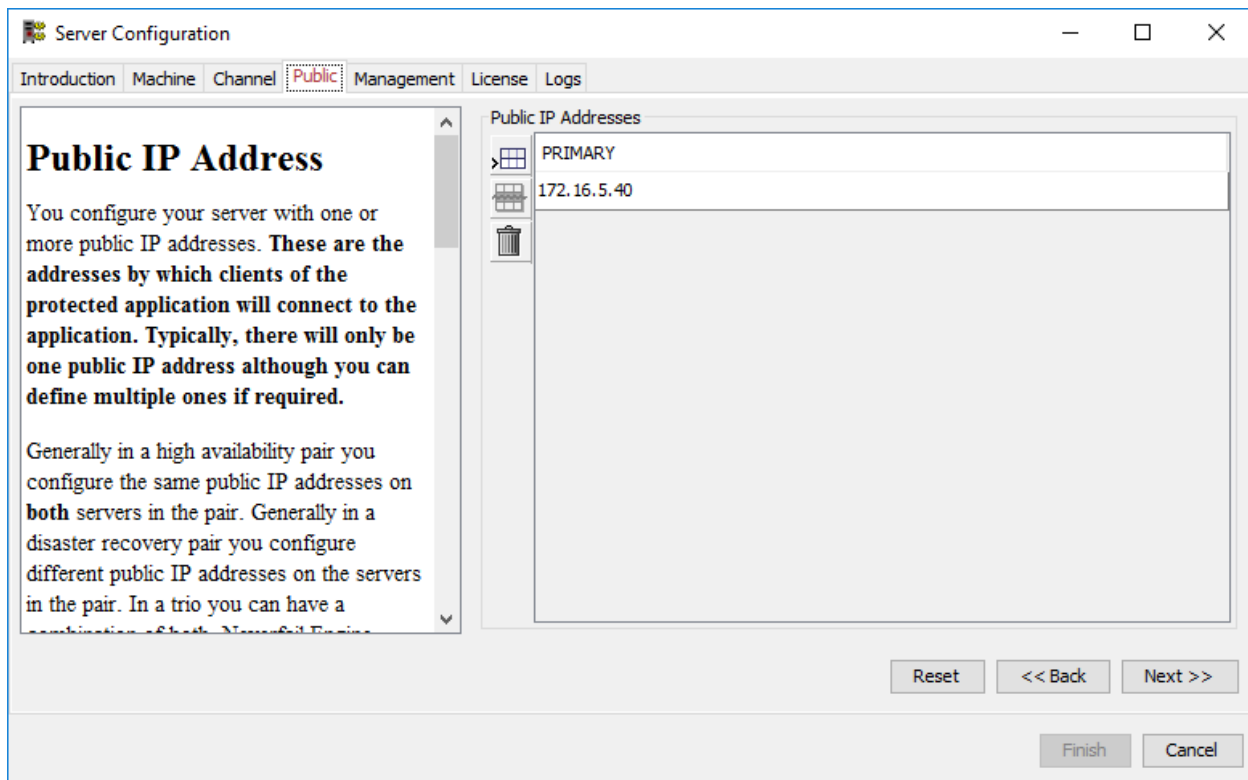 Server Configuration
Introduction Machine Channel Public Management License Logs
Public IP Address
You configure your server with one or
more public IP addresses. These are the
addresses by which clients of the
protected application will connect to the
application. Typically, there will only be
one public IP address although you can
define multiple ones if required.
Generally in a high availability pair you
configure the same public IP addresses on
both servers in the pair. Generally in a
disaster recovery pair you configure
different public IP addresses on the servers
in the pair. In a trio you can have a
combination of both. Neverfail Engine
Public IP Addresses
PRIMARY
172.16.5.40
Reset << Back Next >>
Finish Cancel